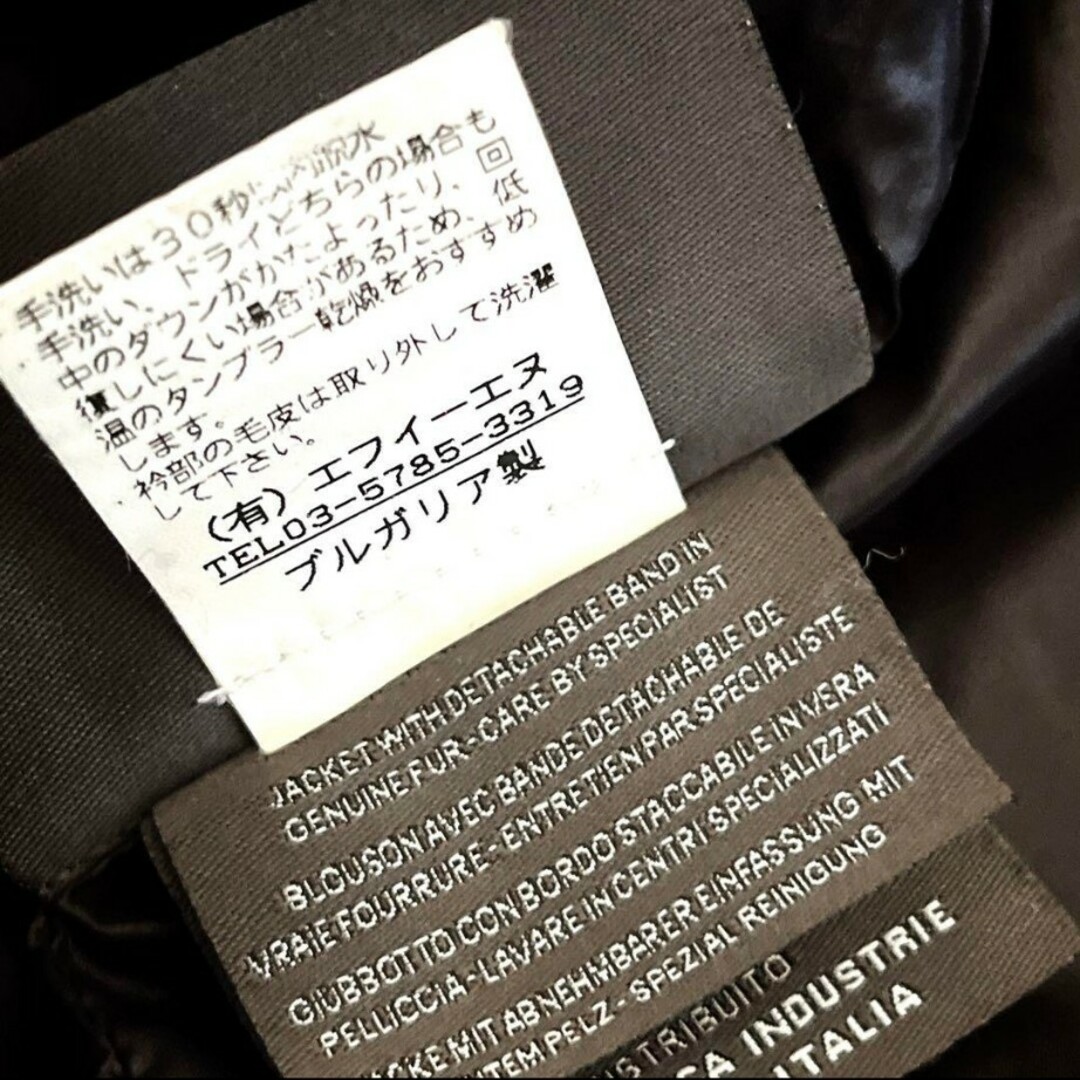 手洗いは30秒以内脱水
・手洗い、ドライどちらの場合も
中のダウンがかたよったり、回
復しにくい場合があるため、低
温のタンブラー乾燥をおすすめ
します。
・衿部の毛皮は取り外して洗濯
して下さい。
(有)エフイーエヌ
TEL03-5785-3319
ブルガリア製
JACKET WITH DETACHABLE BAND IN
GENUINE FUR - CARE BY SPECIALIST
BLOUSON AVEC BANDE DETACHABLE DE
VRAIE FOURRURE - ENTRETIEN PAR SPECIALISTE
GIUBBOTTO CON BORDO STACCABILE IN VERA
PELLICCIA - LAVARE IN CENTRI SPECIALIZZATI
MIT ABNEHMBARER EINFASSUNG MIT
PELZ - SPEZIAL REINIGUNG
INDUSTRIE
ITALIA